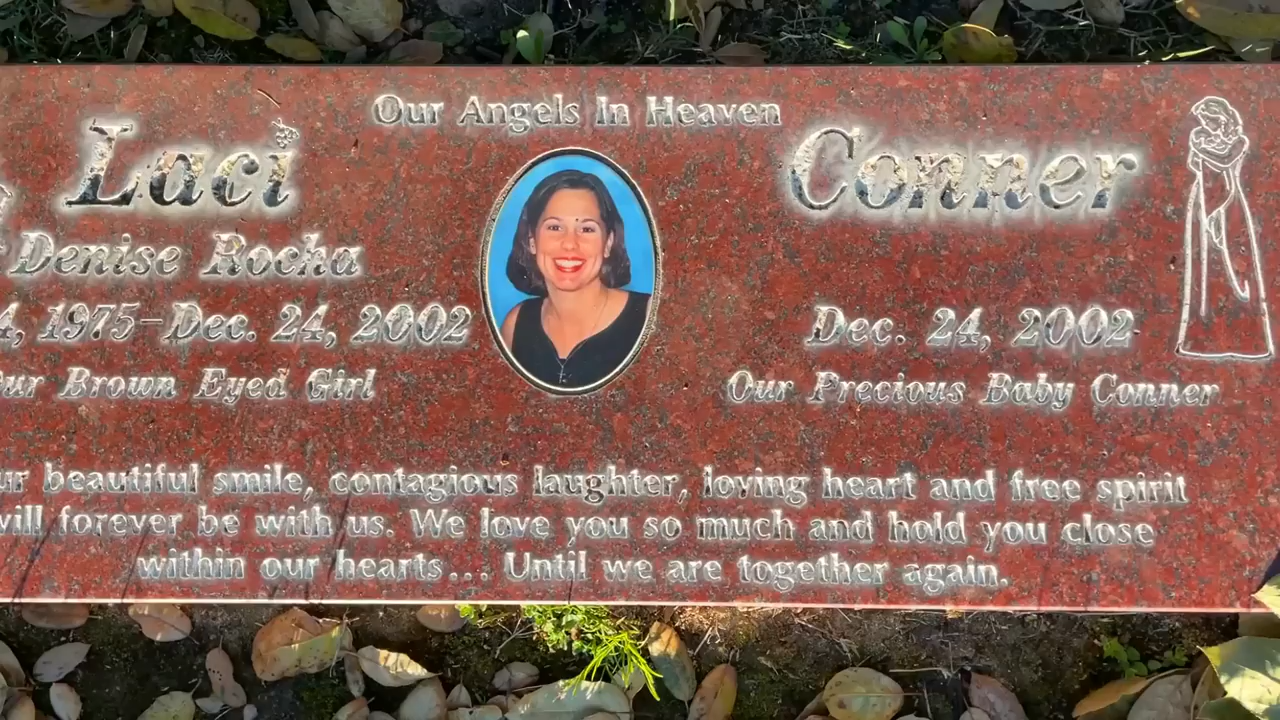 Our Angels In Heaven
Laci
Conner
Denise Rocha
4, 1975-Dec. 24, 2002
Dec. 24, 2002
Brown Eyed Girl
Our Precious Baby Conner
beautiful smile, contagious laughter, loving heart and free spirit
will forever be with us. We love you so much and hold you close
within our hearts... Until we are together again.